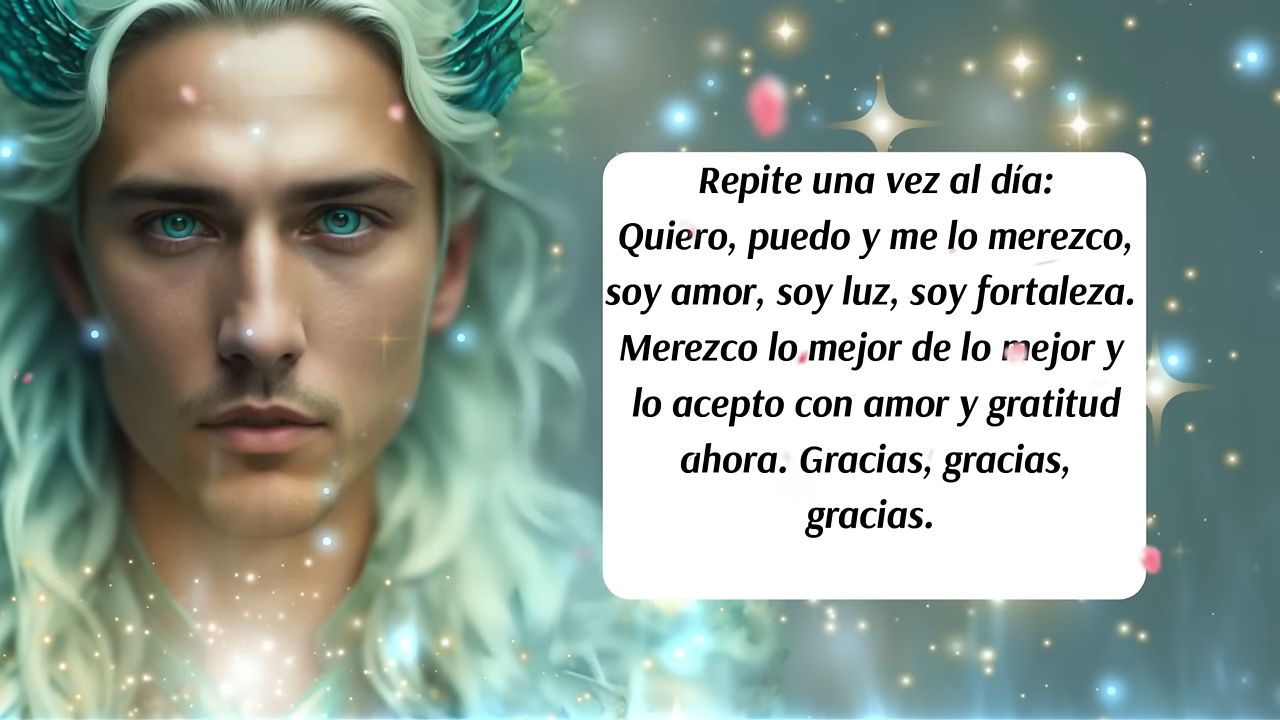 Repite una vez al día:
Quiero, puedo y me lo merezco,
soy amor, soy luz, soy fortaleza.
Merezco lo mejor de lo mejor y
lo acepto con amor y gratitud
ahora. Gracias, gracias,
gracias.